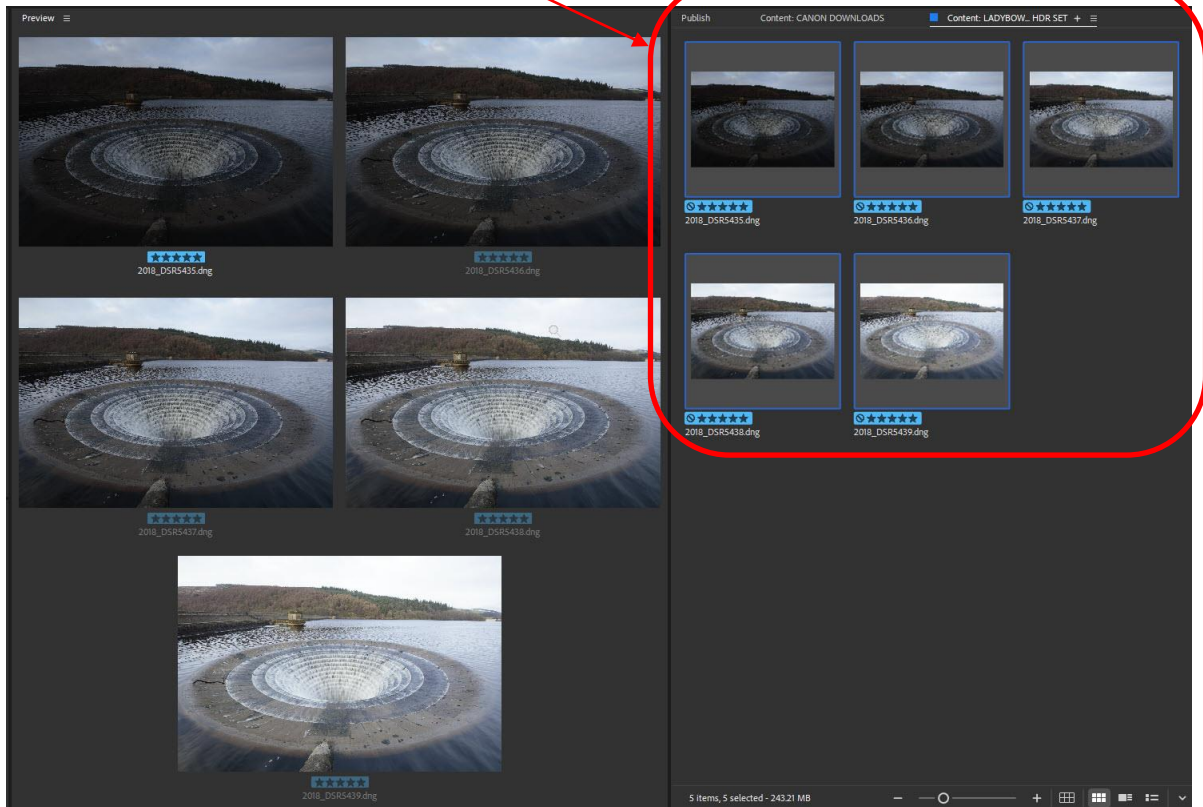 Preview
2018_DSR5435.dng
2018_DSR5436.dng
2018_DSR5437.dng
2018_DSR5438.dng
2018_DSR5439.dng
Publish
Content: CANON DOWNLOADS
Content: LADYBOW... HDR SET
2018_DSR5435.dng
2018_DSR5436.dng
2018_DSR5437.dng
2018_DSR5438.dng
2018_DSR5439.dng
5 items, 5 selected - 243.21 MB